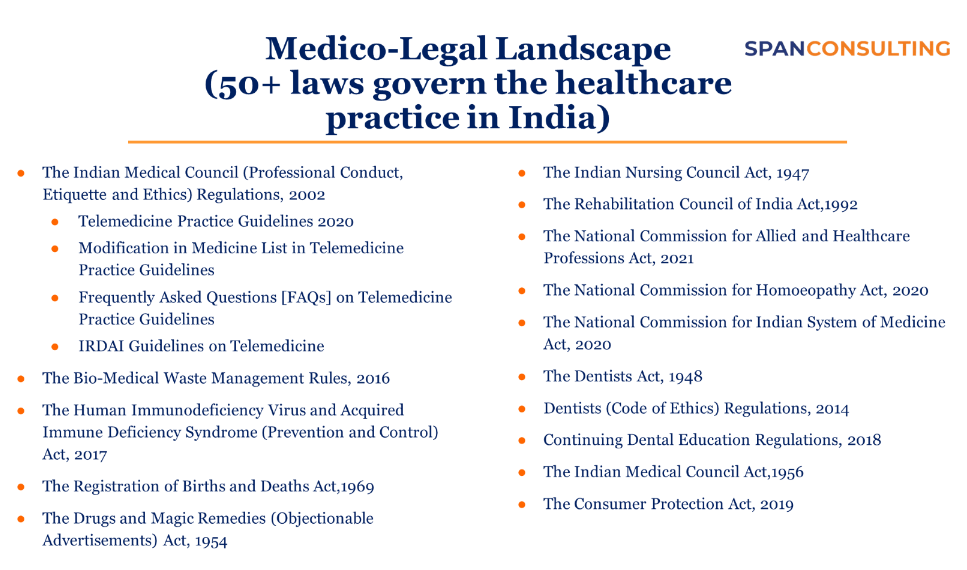 Medico-Legal Landscape
(50+ laws govern the healthcare
practice in India)
SPANCONSULTING
● The Indian Medical Council (Professional Conduct,
Etiquette and Ethics) Regulations, 2002
● Telemedicine Practice Guidelines 2020
● Modification in Medicine List in Telemedicine
Practice Guidelines
● Frequently Asked Questions [FAQs] on Telemedicine
Practice Guidelines
● IRDAI Guidelines on Telemedicine
● The Bio-Medical Waste Management Rules, 2016
● The Human Immunodeficiency Virus and Acquired
Immune Deficiency Syndrome (Prevention and Control)
Act, 2017
● The Registration of Births and Deaths Act,1969
● The Drugs and Magic Remedies (Objectionable
Advertisements) Act, 1954
● The Indian Nursing Council Act, 1947
● The Rehabilitation Council of India Act,1992
● The National Commission for Allied and Healthcare
Professions Act, 2021
● The National Commission for Homoeopathy Act, 2020
● The National Commission for Indian System of Medicine
Act, 2020
● The Dentists Act, 1948
● Dentists (Code of Ethics) Regulations, 2014
● Continuing Dental Education Regulations, 2018
● The Indian Medical Council Act,1956
● The Consumer Protection Act, 2019